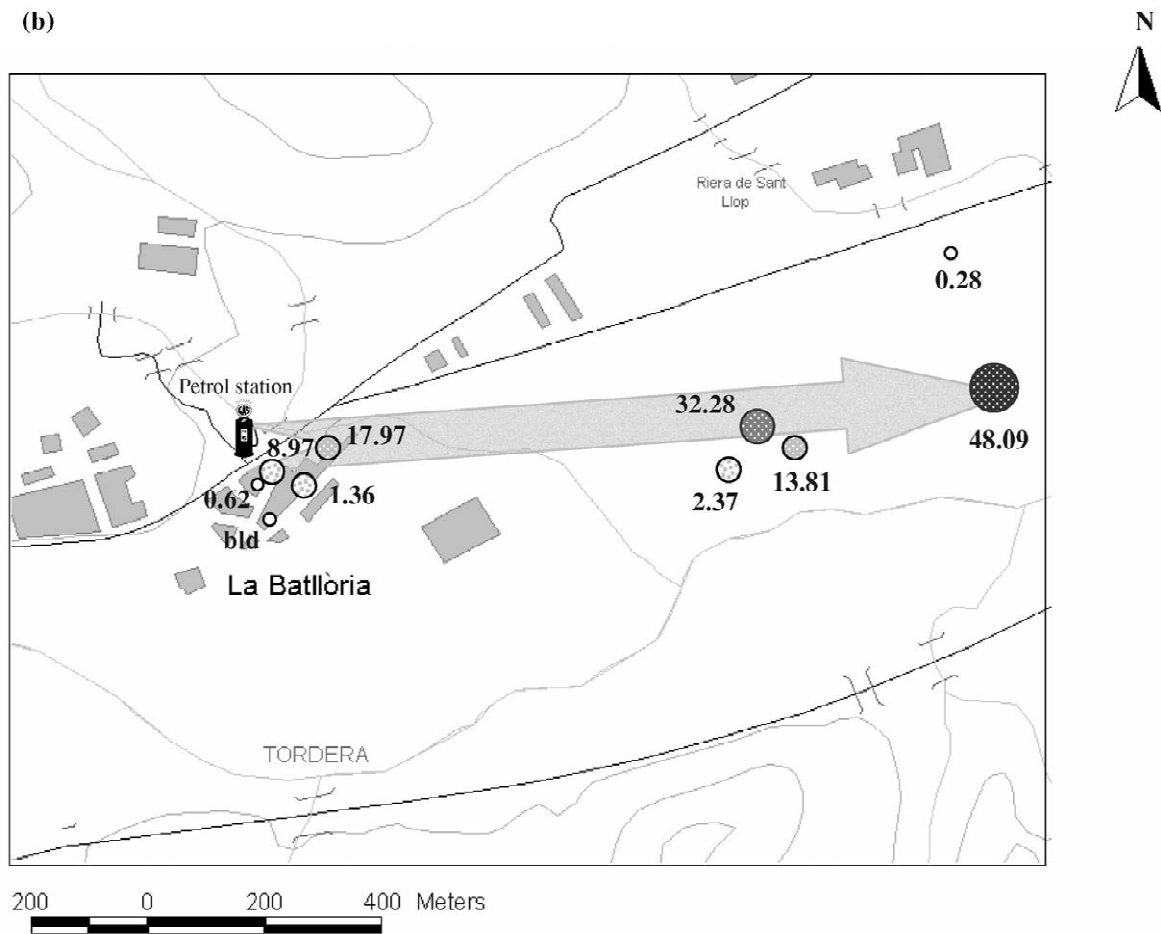 (b)
N
Riera de Sant
Llop
0.28
Petrol station
32.28
17.97
8.97
48.09
13.81
2.37
0.62
1.36
bld
La Batllòria
TORDERA
200 0 200 400 Meters